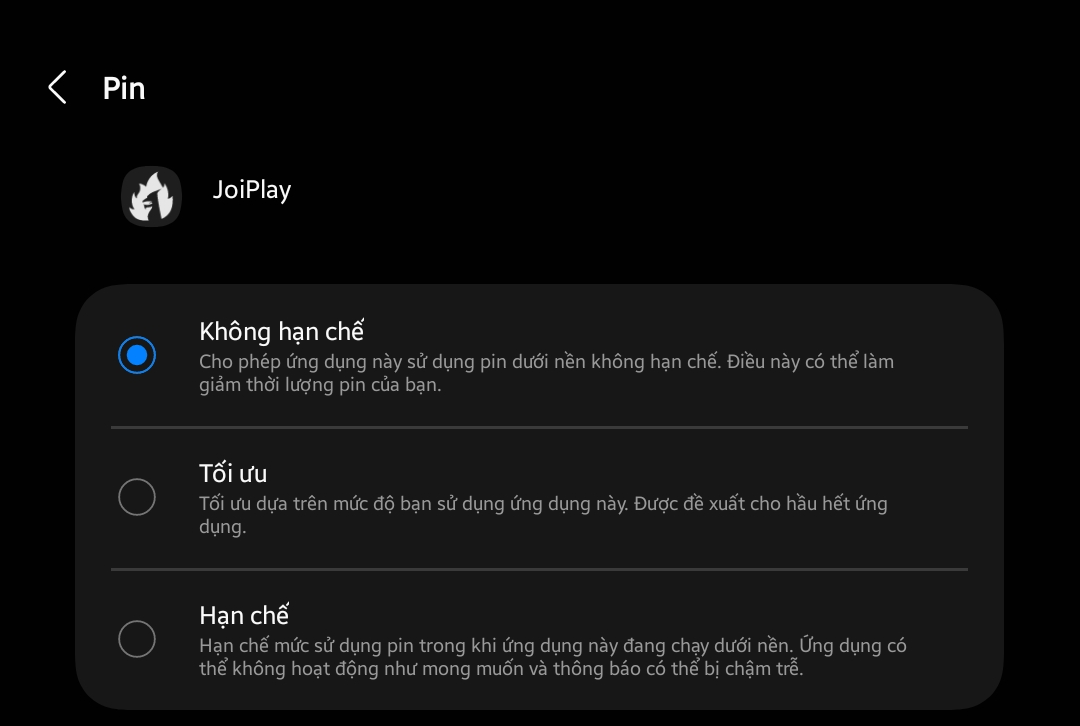 Pin
JoiPlay
Không hạn chế
Cho phép ứng dụng này sử dụng pin dưới nền không hạn chế. Điều này có thể làm
giảm thời lượng pin của bạn.
Tối ưu
Tối ưu dựa trên mức độ bạn sử dụng ứng dụng này. Được đề xuất cho hầu hết ứng
dụng.
Hạn chế
Hạn chế mức sử dụng pin trong khi ứng dụng này đang chạy dưới nền. Ứng dụng có
thể không hoạt động như mong muốn và thông báo có thể bị chậm trễ.